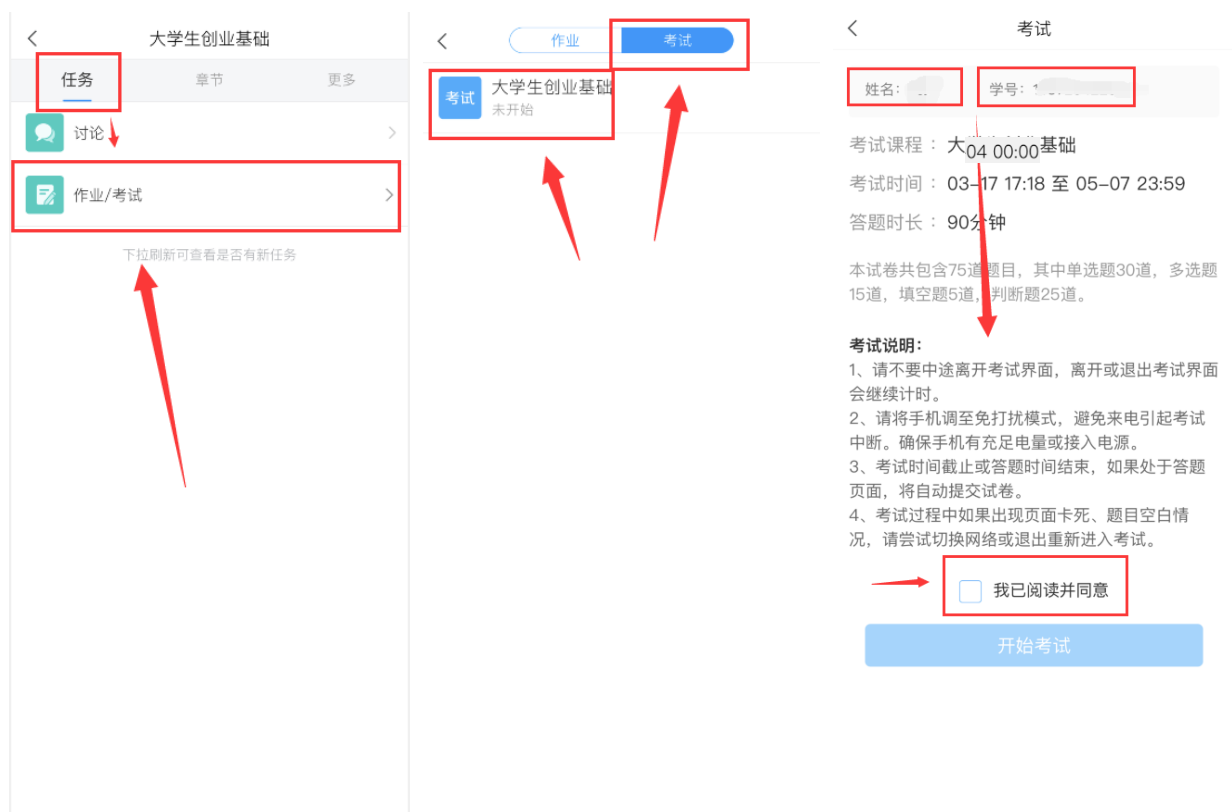 大学生创业基础
任务
章节
更多
讨论
作业/考试
下拉刷新可查看是否有新任务
作业
考试
考试
大学生创业基础
未开始
考试
姓名：
学号：1
考试课程： 大 基础
04 00:00
考试时间： 03-17 17:18 至 05-07 23:59
答题时长： 90分钟
本试卷共包含75道题目，其中单选题30道，多选题
15道，填空题5道，判断题25道。
考试说明：
1、请不要中途离开考试界面，离开或退出考试界面
会继续计时。
2、请将手机调至免打扰模式，避免来电引起考试
中断。确保手机有充足电量或接入电源。
3、考试时间截止或答题时间结束，如果处于答题
页面，将自动提交试卷。
4、考试过程中如果出现页面卡死、题目空白情
况，请尝试切换网络或退出重新进入考试。
我已阅读并同意
开始考试